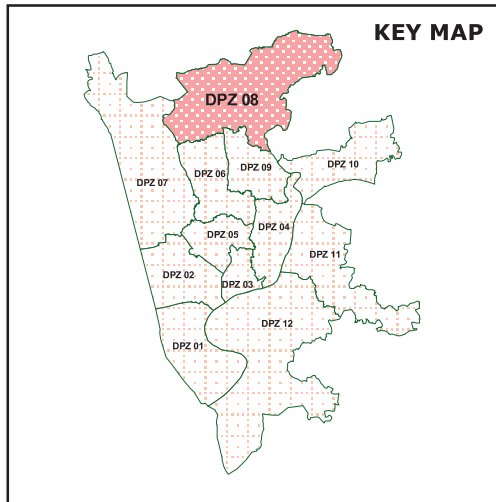 KEY MAP
DPZ 08
DPZ 10
DPZ 09
DPZ 06
DPZ 07
DPZ 04
DPZ 05
DPZ 11
DPZ 02
DPZ 03
DPZ 12
DPZ 01